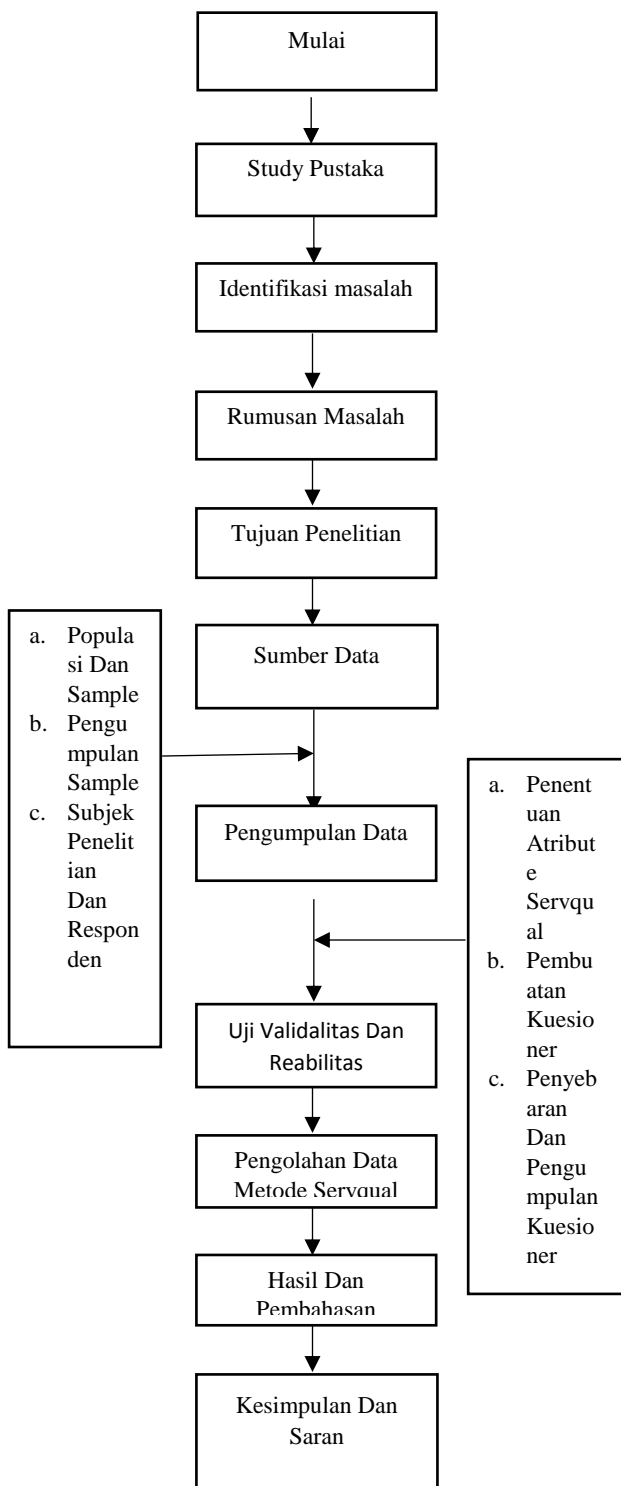 Mulai
Study Pustaka
Identifikasi masalah
Rumusan Masalah
Tujuan Penelitian
Sumber Data
a. Popula
si Dan
Sample
b. Pengu
mpulan
Sample
c. Subjek
Penelit
ian
Dan
Respon
den
Pengumpulan Data
a. Penent
uan
Atribut
e
Servqu
al
b. Pembu
atan
Kuesio
ner
c. Penyeb
aran
Dan
Pengu
mpulan
Kuesio
ner
Uji Validalitas Dan
Reabilitas
Pengolahan Data
Metode Servqual
Hasil Dan
Pembahasan
Kesimpulan Dan
Saran